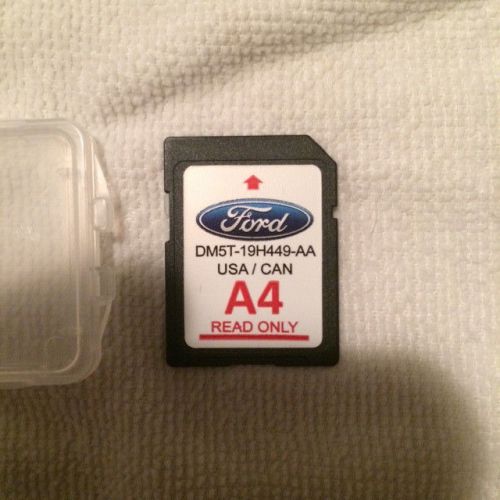 Ford
DM5T-19H449-AA
USA / CAN
A4
READ ONLY